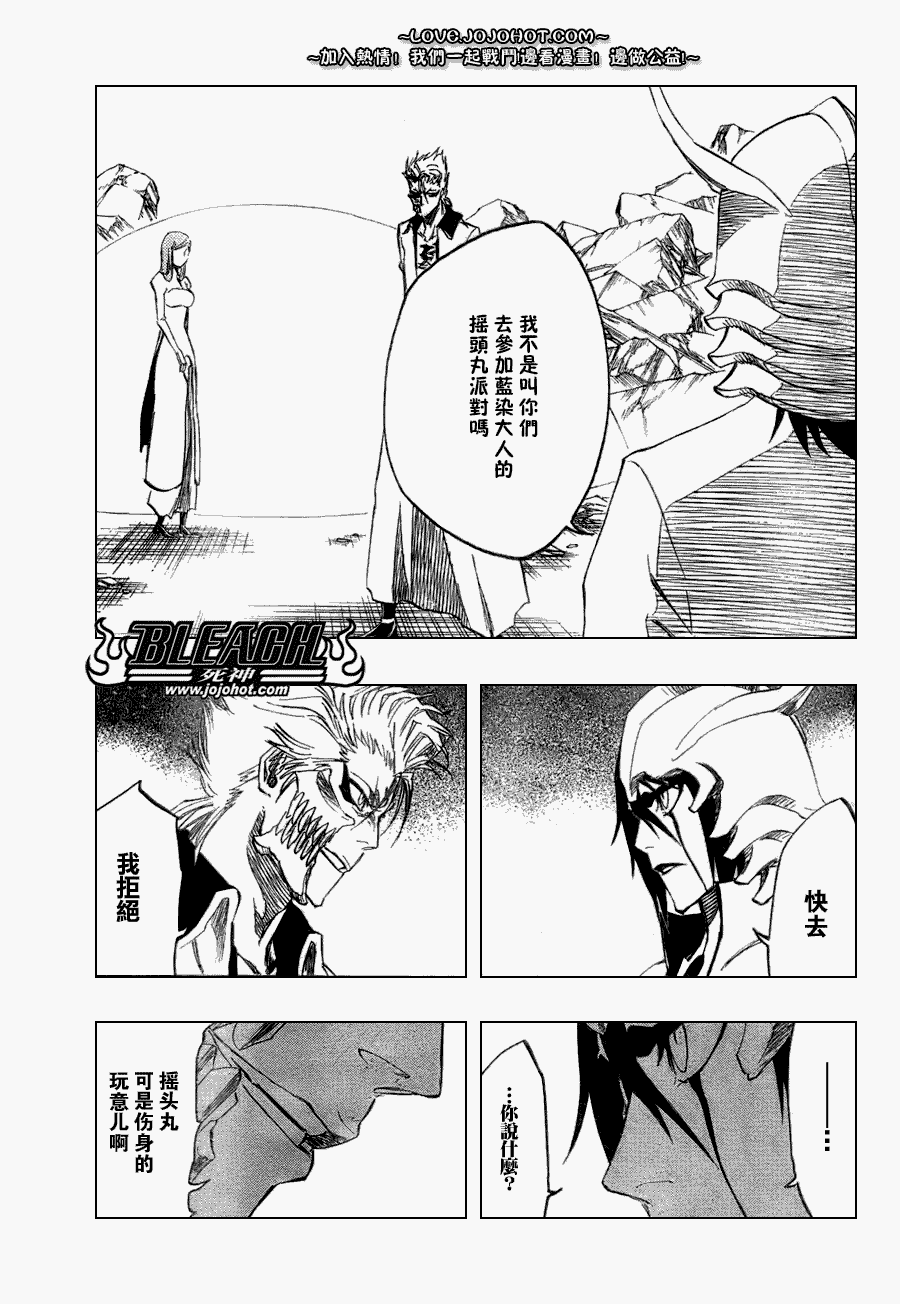 ~LOVE.JOJOHOT.COM~
~加入熱情！我們一起戰鬥!邊看漫畫！邊做公益!~
我不是叫你們
去參加藍染大人的
搖頭丸派對嗎
BLEACH
死神
www.jojohot.com
快去
我拒絕
————…
…你說什麼？
摇头丸
可是伤身的
玩意儿啊